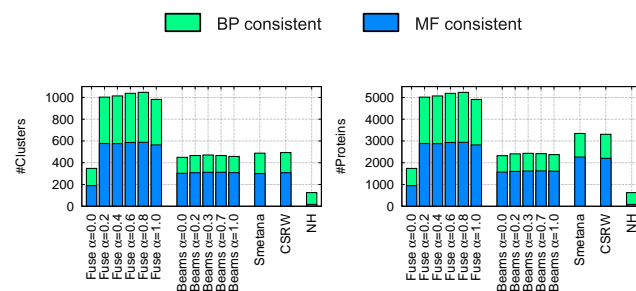 BP consistent
MF consistent
#Clusters
1000
800
600
400
200
0
Fuse α=0.0
Fuse α=0.2
Fuse α=0.4
Fuse α=0.6
Fuse α=0.8
Fuse α=1.0
Beams α=0.0
Beams α=0.2
Beams α=0.3
Beams α=0.7
Beams α=1.0
Smetana
CSRW
NH
#Proteins
5000
4000
3000
2000
1000
0
Fuse α=0.0
Fuse α=0.2
Fuse α=0.4
Fuse α=0.6
Fuse α=0.8
Fuse α=1.0
Beams α=0.0
Beams α=0.2
Beams α=0.3
Beams α=0.7
Beams α=1.0
Smetana
CSRW
NH